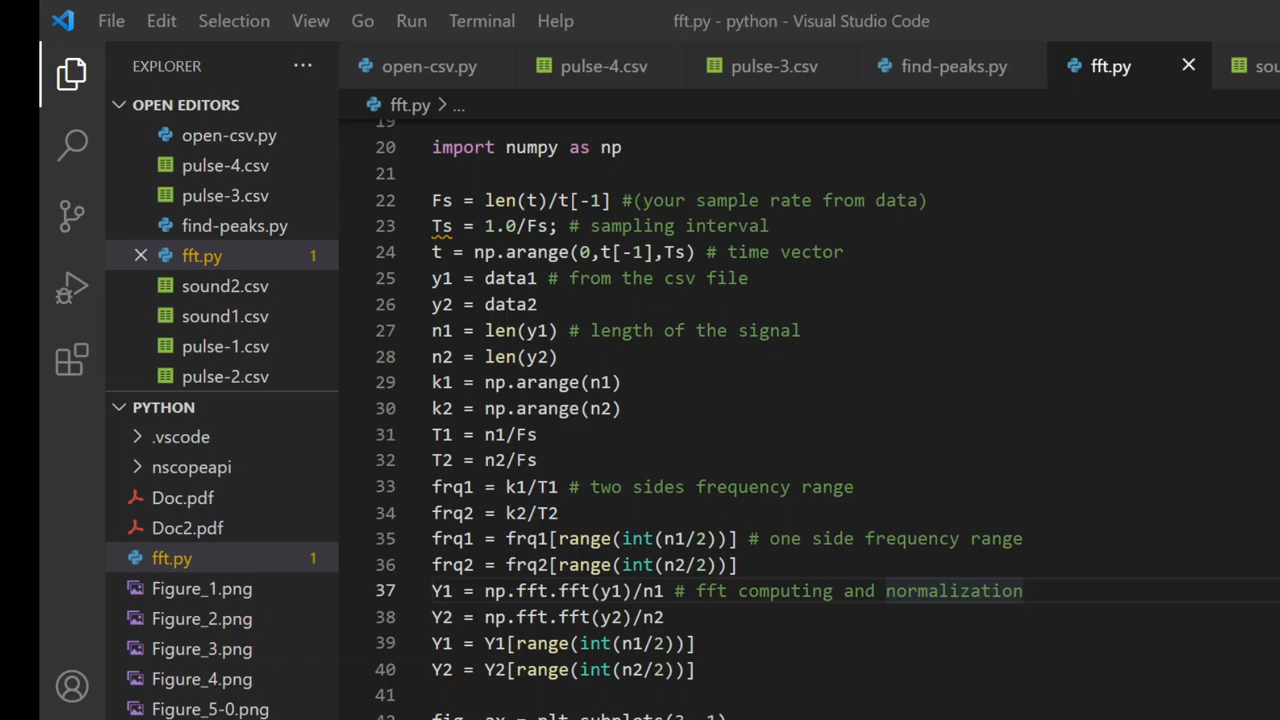 File Edit Selection View Go Run Terminal Help fft.py - python - Visual Studio Code
EXPLORER ···
open-csv.py pulse-4.csv pulse-3.csv find-peaks.py fft.py
OPEN EDITORS
open-csv.py
pulse-4.csv
pulse-3.csv
find-peaks.py
fft.py 1
sound2.csv
sound1.csv
pulse-1.csv
pulse-2.csv
PYTHON
.vscode
nscopeapi
Doc.pdf
Doc2.pdf
fft.py 1
Figure_1.png
Figure_2.png
Figure_3.png
Figure_4.png
Figure_5-0.png
fft.py > ...
19
20 import numpy as np
21
22 Fs = len(t)/t[-1] #(your sample rate from data)
23 Ts = 1.0/Fs; # sampling interval
24 t = np.arange(0,t[-1],Ts) # time vector
25 y1 = data1 # from the csv file
26 y2 = data2
27 n1 = len(y1) # length of the signal
28 n2 = len(y2)
29 k1 = np.arange(n1)
30 k2 = np.arange(n2)
31 T1 = n1/Fs
32 T2 = n2/Fs
33 frq1 = k1/T1 # two sides frequency range
34 frq2 = k2/T2
35 frq1 = frq1[range(int(n1/2))] # one side frequency range
36 frq2 = frq2[range(int(n2/2))]
37 Y1 = np.fft.fft(y1)/n1 # fft computing and normalization
38 Y2 = np.fft.fft(y2)/n2
39 Y1 = Y1[range(int(n1/2))]
40 Y2 = Y2[range(int(n2/2))]
41
42 fig, ax = plt.subplots(3, 1)